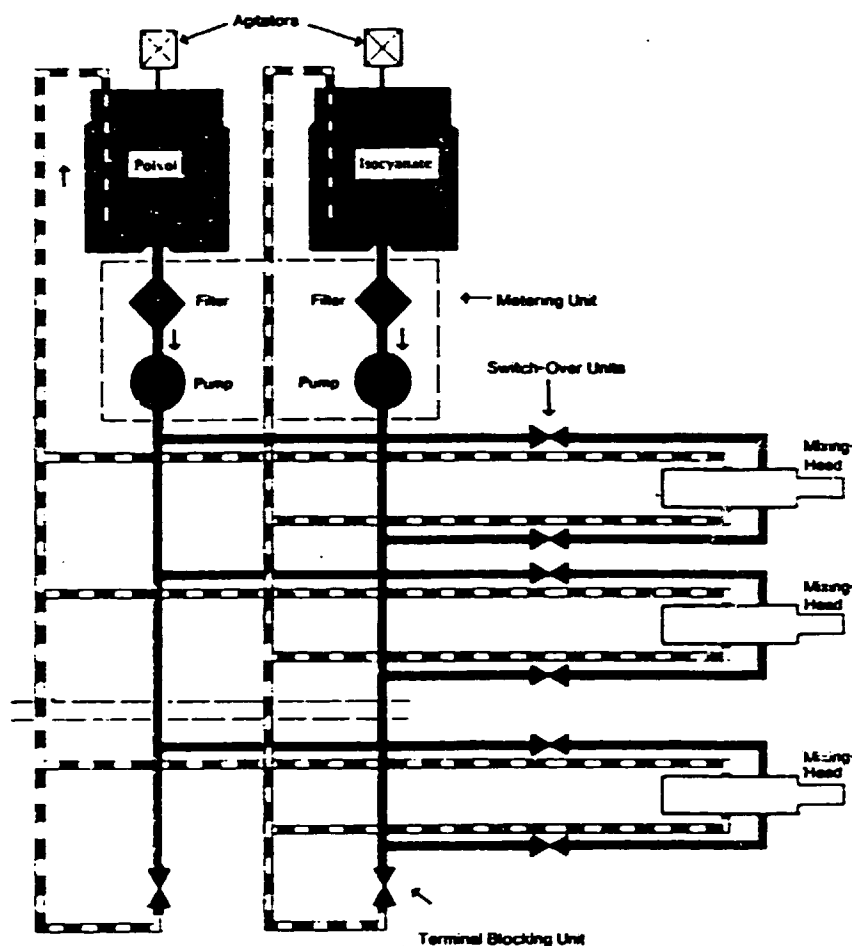 Agitators
Polyol
Isocyanate
Filter
Filter
Metering Unit
Pump
Pump
Switch-Over Units
Mixing-
Head
Mixing-
Head
Mixing-
Head
Terminal Blocking Unit